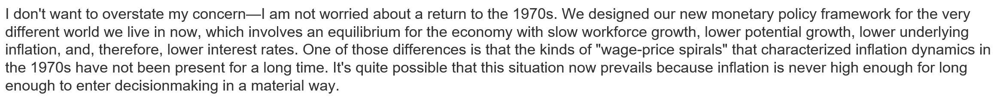 I don't want to overstate my concern—I am not worried about a return to the 1970s. We designed our new monetary policy framework for the very
different world we live in now, which involves an equilibrium for the economy with slow workforce growth, lower potential growth, lower underlying
inflation, and, therefore, lower interest rates. One of those differences is that the kinds of "wage-price spirals" that characterized inflation dynamics in
the 1970s have not been present for a long time. It's quite possible that this situation now prevails because inflation is never high enough for long
enough to enter decisionmaking in a material way.